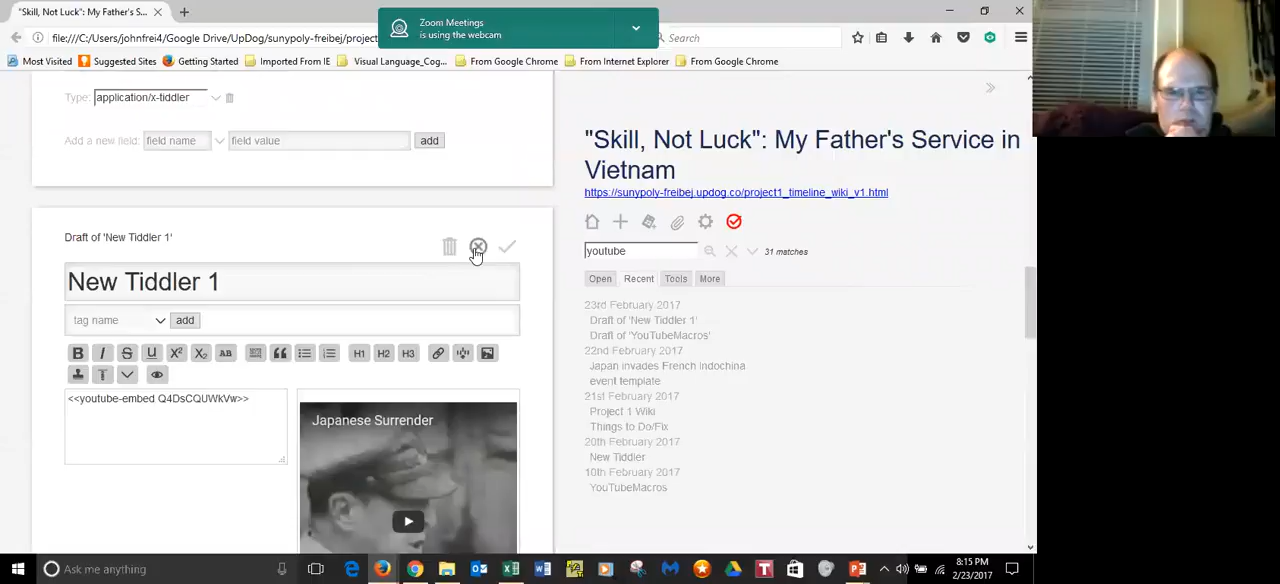 "Skill, Not Luck": My Father's S...
Zoom Meetings
is using the webcam
file:///C:/Users/johnfrei4/Google Drive/UpDog/sunypoly-freibej/project
Search
Most Visited
Suggested Sites
Getting Started
Imported From IE
Visual_Language_Cog...
From Google Chrome
From Internet Explorer
From Google Chrome
Type: application/x-tiddler
Add a new field: field name field value add
Draft of 'New Tiddler 1'
New Tiddler 1
tag name add
B I S U X² X₂ AB H1 H2 H3
<<youtube-embed Q4DsCQUWkVw>>
Japanese Surrender
"Skill, Not Luck": My Father's Service in
Vietnam
https://sunypoly-freibej.updog.co/project1_timeline_wiki_v1.html
youtube
31 matches
Open Recent Tools More
23rd February 2017
Draft of 'New Tiddler 1'
Draft of 'YouTubeMacros'
22nd February 2017
Japan invades French Indochina
event template
21st February 2017
Project 1 Wiki
Things to Do/Fix
20th February 2017
New Tiddler
10th February 2017
YouTubeMacros
Ask me anything
8:15 PM
2/23/2017